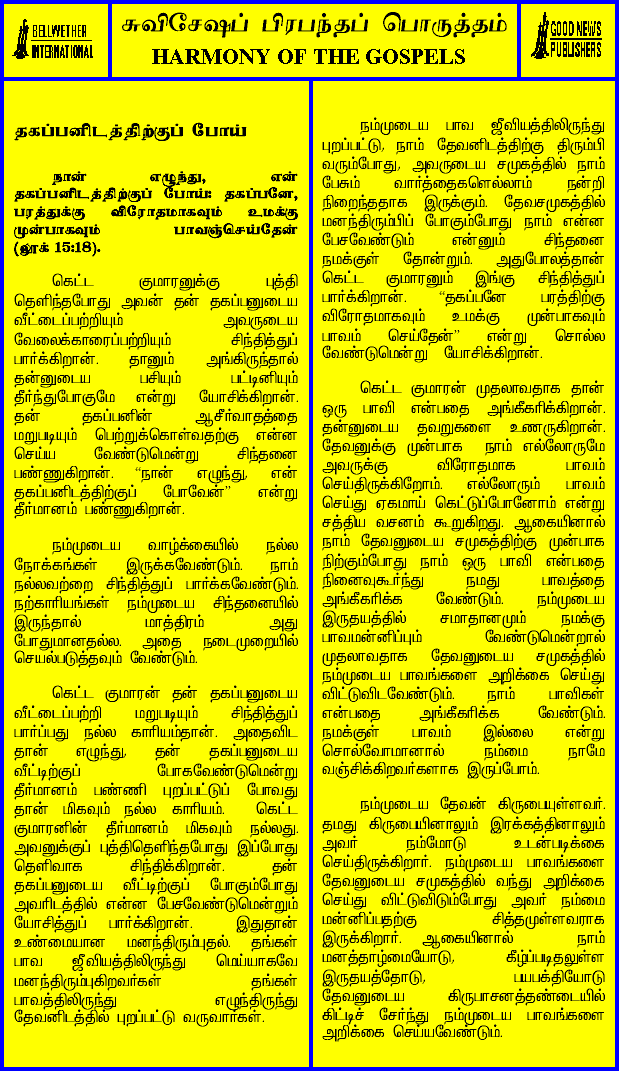 BELLWETHER
INTERNATIONAL
சுவிசேஷப் பிரபந்தப் பொருத்தம்
HARMONY OF THE GOSPELS
GOOD NEWS
PUBLISHERS
தகப்பனிடத்திற்குப் போய்
நான் எழுந்து, என்
தகப்பனிடத்திற்குப் போய்: தகப்பனே,
பரத்துக்கு விரோதமாகவும் உமக்கு
முன்பாகவும் பாவஞ்செய்தேன்
(லூக் 15:18).
கெட்ட குமாரனுக்கு புத்தி
தெளிந்தபோது அவன் தன் தகப்பனுடைய
வீட்டைப்பற்றியும் அவருடைய
வேலைக்காரைப்பற்றியும் சிந்தித்துப்
பார்க்கிறான். தானும் அங்கிருந்தால்
தன்னுடைய பசியும் பட்டினியும்
தீர்ந்துபோகுமே என்று யோசிக்கிறான்.
தன் தகப்பனின் ஆசீர்வாதத்தை
மறுபடியும் பெற்றுக்கொள்வதற்கு என்ன
செய்ய வேண்டுமென்று சிந்தனை
பண்ணுகிறான். “நான் எழுந்து, என்
தகப்பனிடத்திற்குப் போவேன்” என்று
தீர்மானம் பண்ணுகிறான்.
நம்முடைய வாழ்க்கையில் நல்ல
நோக்கங்கள் இருக்கவேண்டும். நாம்
நல்லவற்றை சிந்தித்துப் பார்க்கவேண்டும்.
நற்காரியங்கள் நம்முடைய சிந்தனையில்
இருந்தால் மாத்திரம் அது
போதுமானதல்ல. அதை நடைமுறையில்
செயல்படுத்தவும் வேண்டும்.
கெட்ட குமாரன் தன் தகப்பனுடைய
வீட்டைப்பற்றி மறுபடியும் சிந்தித்துப்
பார்ப்பது நல்ல காரியம்தான். அதைவிட
தான் எழுந்து, தன் தகப்பனுடைய
வீட்டிற்குப் போகவேண்டுமென்று
தீர்மானம் பண்ணி புறப்பட்டுப் போவது
தான் மிகவும் நல்ல காரியம். கெட்ட
குமாரனின் தீர்மானம் மிகவும் நல்லது.
அவனுக்குப் புத்திதெளிந்தபோது இப்போது
தெளிவாக சிந்திக்கிறான். தன்
தகப்பனுடைய வீட்டிற்குப் போகும்போது
அவரிடத்தில் என்ன பேசவேண்டுமென்றும்
யோசித்துப் பார்க்கிறான். இதுதான்
உண்மையான மனந்திரும்புதல். தங்கள்
பாவ ஜீவியத்திலிருந்து மெய்யாகவே
மனந்திரும்புகிறவர்கள் தங்கள்
பாவத்திலிருந்து எழுந்திருந்து
தேவனிடத்தில் புறப்பட்டு வருவார்கள்.
நம்முடைய பாவ ஜீவியத்திலிருந்து
புறப்பட்டு, நாம் தேவனிடத்திற்கு திரும்பி
வரும்போது, அவருடைய சமுகத்தில் நாம்
பேசும் வார்த்தைகளெல்லாம் நன்றி
நிறைந்ததாக இருக்கும். தேவசமுகத்தில்
மனந்திரும்பிப் போகும்போது நாம் என்ன
பேசவேண்டும் என்னும் சிந்தனை
நமக்குள் தோன்றும். அதுபோலத்தான்
கெட்ட குமாரனும் இங்கு சிந்தித்துப்
பார்க்கிறான். “தகப்பனே பரத்திற்கு
விரோதமாகவும் உமக்கு முன்பாகவும்
பாவம் செய்தேன்” என்று சொல்ல
வேண்டுமென்று யோசிக்கிறான்.
கெட்ட குமாரன் முதலாவதாக தான்
ஒரு பாவி என்பதை அங்கீகரிக்கிறான்.
தன்னுடைய தவறுகளை உணருகிறான்.
தேவனுக்கு முன்பாக நாம் எல்லோருமே
அவருக்கு விரோதமாக பாவம்
செய்திருக்கிறோம். எல்லோரும் பாவம்
செய்து ஏகமாய் கெட்டுப்போனோம் என்று
சத்திய வசனம் கூறுகிறது. ஆகையினால்
நாம் தேவனுடைய சமுகத்திற்கு முன்பாக
நிற்கும்போது நாம் ஒரு பாவி என்பதை
நினைவுகூர்ந்து நமது பாவத்தை
அங்கீகரிக்க வேண்டும். நம்முடைய
இருதயத்தில் சமாதானமும் நமக்கு
பாவமன்னிப்பும் வேண்டுமென்றால்
முதலாவதாக தேவனுடைய சமுகத்தில்
நம்முடைய பாவங்களை அறிக்கை செய்து
விட்டுவிடவேண்டும். நாம் பாவிகள்
என்பதை அங்கீகரிக்க வேண்டும்.
நமக்குள் பாவம் இல்லை என்று
சொல்வோமானால் நம்மை நாமே
வஞ்சிக்கிறவர்களாக இருப்போம்.
நம்முடைய தேவன் கிருபையுள்ளவர்.
தமது கிருபையினாலும் இரக்கத்தினாலும்
அவர் நம்மோடு உடன்படிக்கை
செய்திருக்கிறார். நம்முடைய பாவங்களை
தேவனுடைய சமுகத்தில் வந்து அறிக்கை
செய்து விட்டுவிடும்போது அவர் நம்மை
மன்னிப்பதற்கு சித்தமுள்ளவராக
இருக்கிறார். ஆகையினால் நாம்
மனத்தாழ்மையோடு, கீழ்ப்படிதலுள்ள
இருதயத்தோடு, பயபக்தியோடு
தேவனுடைய கிருபாசனத்தண்டையில்
கிட்டிச் சேர்ந்து நம்முடைய பாவங்களை
அறிக்கை செய்யவேண்டும்.